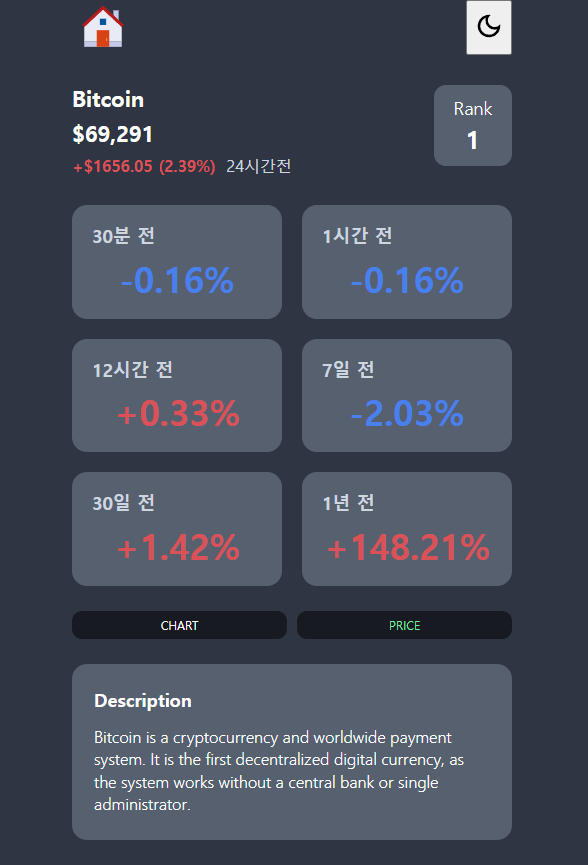 Bitcoin
$69,291
+$1656.05 (2.39%) 24시간전
Rank
1
30분 전
-0.16%
1시간 전
-0.16%
12시간 전
+0.33%
7일 전
-2.03%
30일 전
+1.42%
1년 전
+148.21%
CHART
PRICE
Description
Bitcoin is a cryptocurrency and worldwide payment
system. It is the first decentralized digital currency, as
the system works without a central bank or single
administrator.